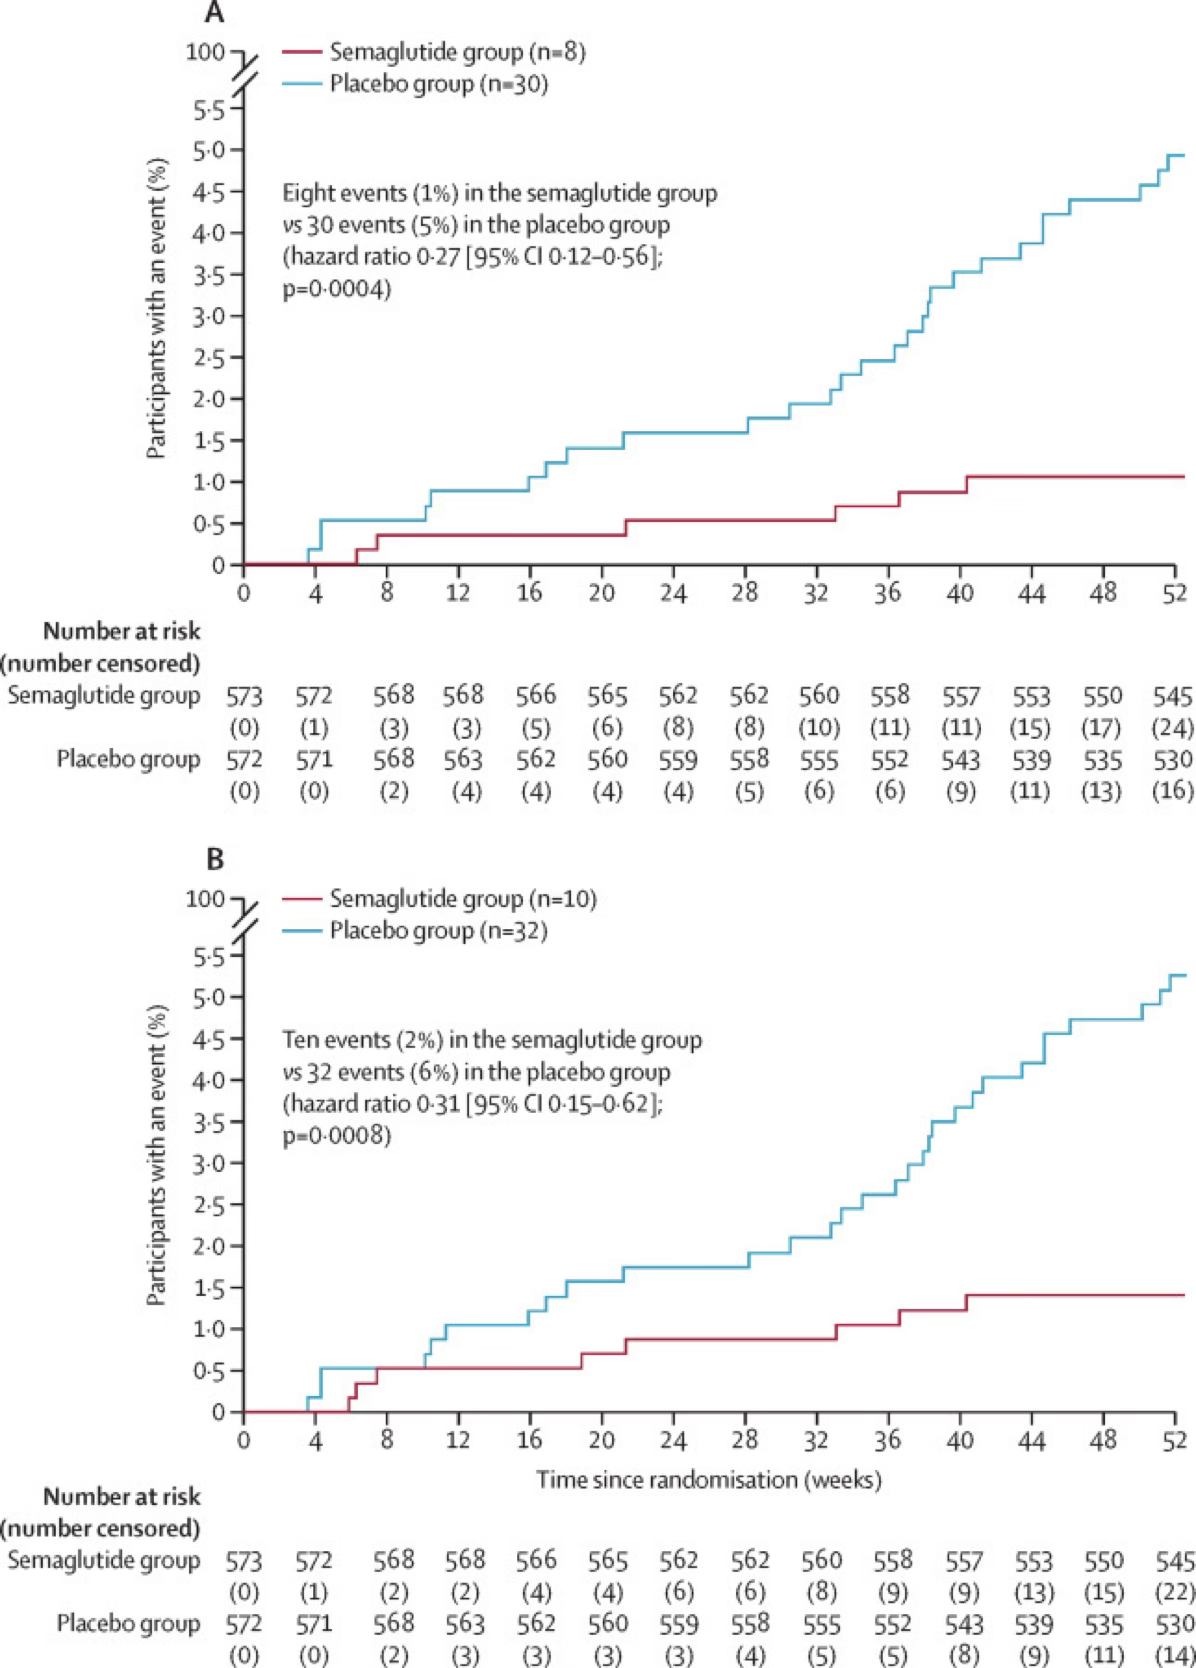 A
100
Semaglutide group (n=8)
Placebo group (n=30)
5·5
5·0
4·5
4·0
3·5
3·0
2·5
2·0
1·5
1·0
0·5
0
Participants with an event (%)
Eight events (1%) in the semaglutide group
vs 30 events (5%) in the placebo group
(hazard ratio 0·27 [95% CI 0·12–0·56];
p=0·0004)
0 4 8 12 16 20 24 28 32 36 40 44 48 52
Number at risk
(number censored)
Semaglutide group 573 572 568 568 566 565 562 562 560 558 557 553 550 545
(0) (1) (3) (3) (5) (6) (8) (8) (10) (11) (11) (15) (17) (24)
Placebo group 572 571 568 563 562 560 559 558 555 552 543 539 535 530
(0) (0) (2) (4) (4) (4) (4) (5) (6) (6) (9) (11) (13) (16)
B
100
Semaglutide group (n=10)
Placebo group (n=32)
5·5
5·0
4·5
4·0
3·5
3·0
2·5
2·0
1·5
1·0
0·5
0
Participants with an event (%)
Ten events (2%) in the semaglutide group
vs 32 events (6%) in the placebo group
(hazard ratio 0·31 [95% CI 0·15–0·62];
p=0·0008)
0 4 8 12 16 20 24 28 32 36 40 44 48 52
Time since randomisation (weeks)
Number at risk
(number censored)
Semaglutide group 573 572 568 568 566 565 562 562 560 558 557 553 550 545
(0) (1) (2) (2) (4) (4) (6) (6) (8) (9) (9) (13) (15) (22)
Placebo group 572 571 568 563 562 560 559 558 555 552 543 539 535 530
(0) (0) (2) (3) (3) (3) (3) (4) (5) (5) (8) (9) (11) (14)